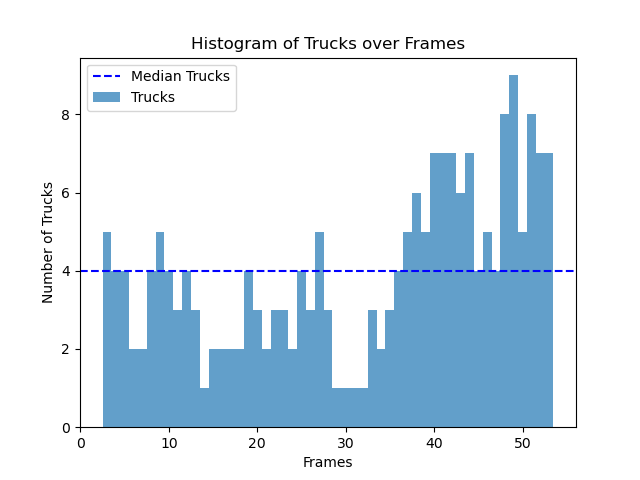 Histogram of Trucks over Frames
Median Trucks
Trucks
Number of Trucks
8
6
4
2
0
0 10 20 30 40 50
Frames